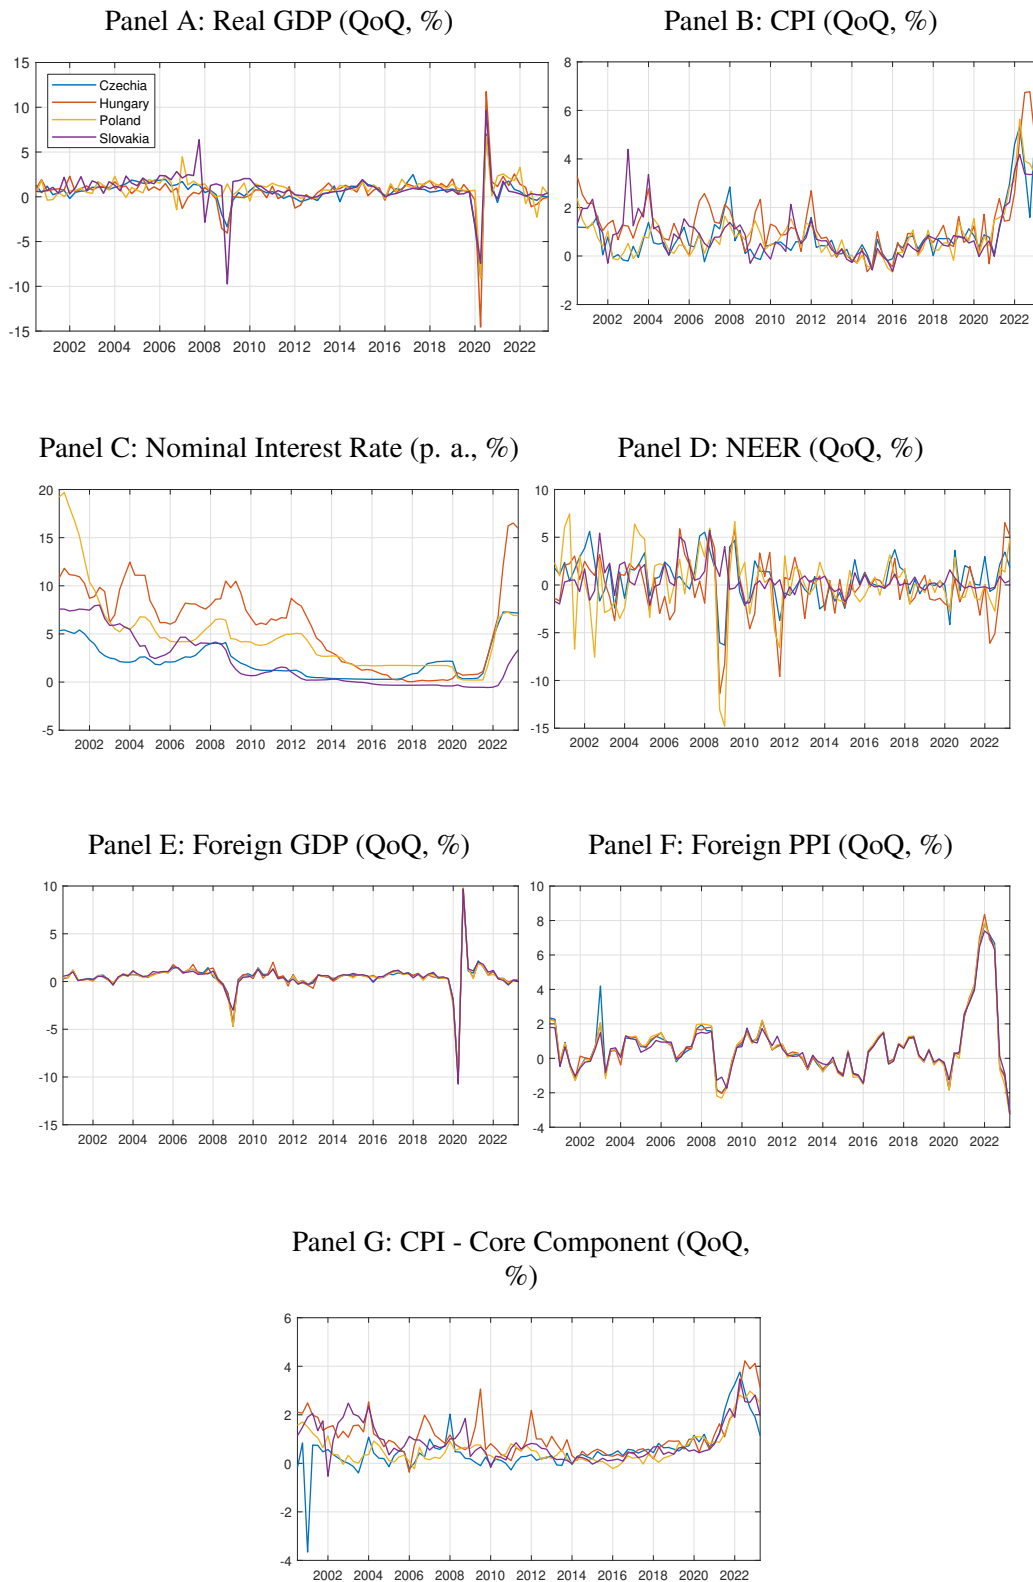 Panel A: Real GDP (QoQ, %)
15
10
5
0
-5
-10
-15
Czechia
Hungary
Poland
Slovakia
2002 2004 2006 2008 2010 2012 2014 2016 2018 2020 2022
Panel B: CPI (QoQ, %)
8
6
4
2
0
-2
2002 2004 2006 2008 2010 2012 2014 2016 2018 2020 2022
Panel C: Nominal Interest Rate (p. a., %)
20
15
10
5
0
-5
2002 2004 2006 2008 2010 2012 2014 2016 2018 2020 2022
Panel D: NEER (QoQ, %)
10
5
0
-5
-10
-15
2002 2004 2006 2008 2010 2012 2014 2016 2018 2020 2022
Panel E: Foreign GDP (QoQ, %)
10
5
0
-5
-10
-15
2002 2004 2006 2008 2010 2012 2014 2016 2018 2020 2022
Panel F: Foreign PPI (QoQ, %)
10
8
6
4
2
0
-2
-4
2002 2004 2006 2008 2010 2012 2014 2016 2018 2020 2022
Panel G: CPI - Core Component (QoQ,
%)
6
4
2
0
-2
-4
2002 2004 2006 2008 2010 2012 2014 2016 2018 2020 2022